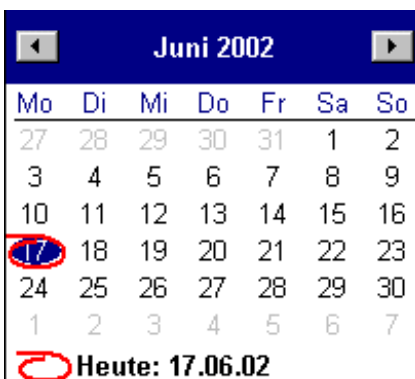 Juni 2002
Mo Di Mi Do Fr Sa So
27 28 29 30 31 1 2
3 4 5 6 7 8 9
10 11 12 13 14 15 16
17 18 19 20 21 22 23
24 25 26 27 28 29 30
1 2 3 4 5 6 7
Heute: 17.06.02